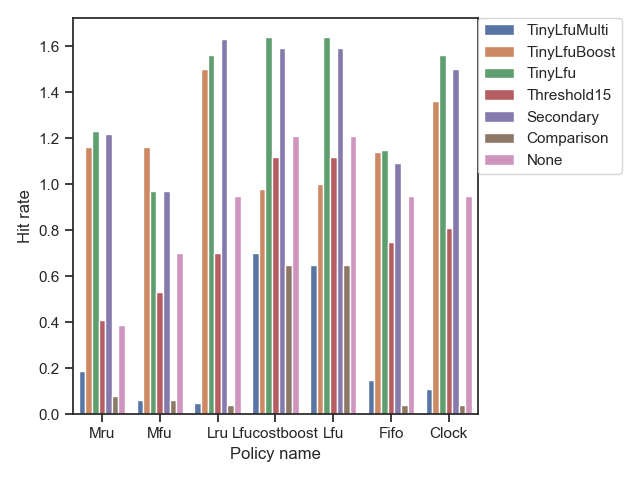 TinyLfuMulti
TinyLfuBoost
TinyLfu
Threshold15
Secondary
Comparison
None
Hit rate
1.6
1.4
1.2
1.0
0.8
0.6
0.4
0.2
0.0
Mru Mfu Lru Lfucostboost Lfu Fifo Clock
Policy name